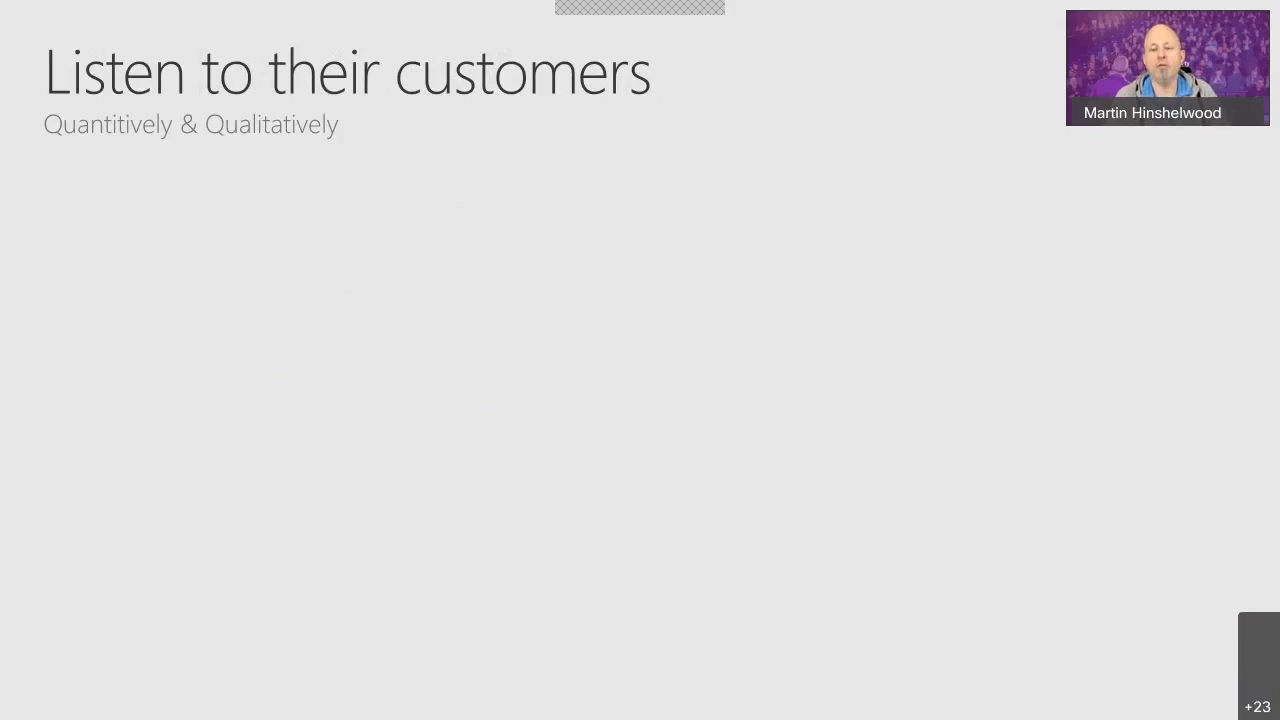 Listen to their customers
Quantitively & Qualitatively
Martin Hinshelwood
+23